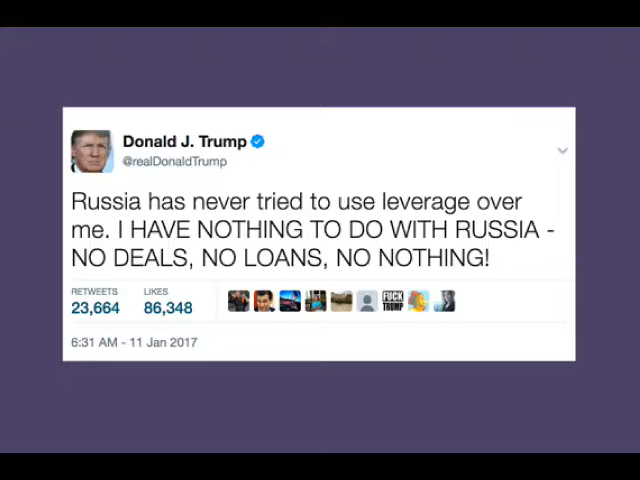 Donald J. Trump
@realDonaldTrump
Russia has never tried to use leverage over
me. I HAVE NOTHING TO DO WITH RUSSIA -
NO DEALS, NO LOANS, NO NOTHING!
RETWEETS LIKES
23,664 86,348
FUCK
TRUMP
6:31 AM - 11 Jan 2017